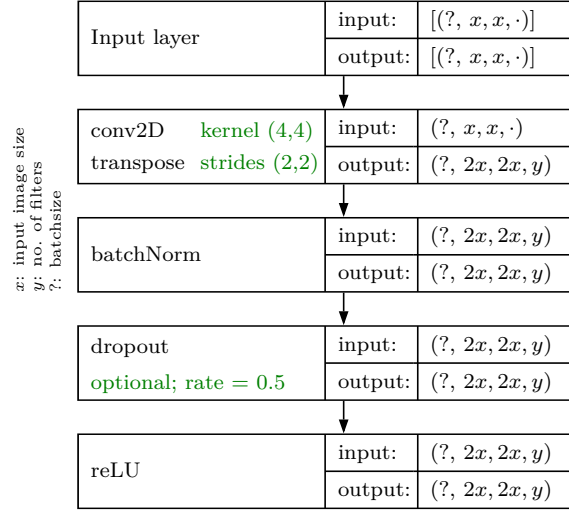 Input layer
input: [(?, x, x, ·)]
output: [(?, x, x, ·)]
conv2D kernel (4,4)
transpose strides (2,2)
input: (?, x, x, ·)
output: (?, 2x, 2x, y)
batchNorm
input: (?, 2x, 2x, y)
output: (?, 2x, 2x, y)
dropout
optional; rate = 0.5
input: (?, 2x, 2x, y)
output: (?, 2x, 2x, y)
reLU
input: (?, 2x, 2x, y)
output: (?, 2x, 2x, y)
x: input image size
y: no. of filters
?: batchsize